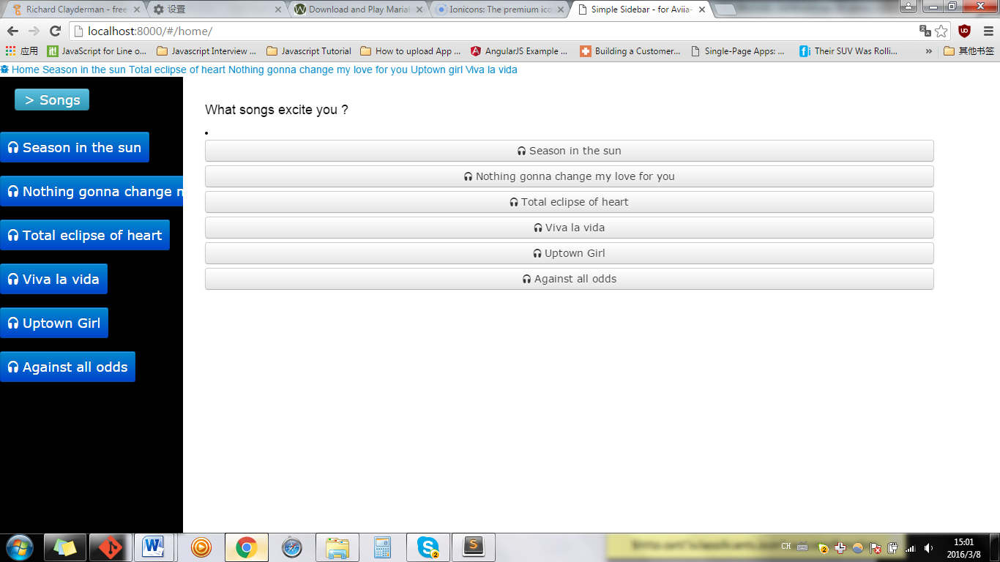 Richard Clayderman - free
设置
Download and Play Mariah
Ionicons: The premium ico
Simple Sidebar - for Aviia-
localhost:8000/#/home/
应用
JavaScript for Line o...
Javascript Interview ...
Javascript Tutorial
How to upload App ...
AngularJS Example ...
Building a Customer...
Single-Page Apps: ...
Their SUV Was Rolli...
»
其他书签
Home Season in the sun Total eclipse of heart Nothing gonna change my love for you Uptown girl Viva la vida
> Songs
Season in the sun
Nothing gonna change
Total eclipse of heart
Viva la vida
Uptown Girl
Against all odds
What songs excite you ?
Season in the sun
Nothing gonna change my love for you
Total eclipse of heart
Viva la vida
Uptown Girl
Against all odds
CH
15:01
2016/3/8